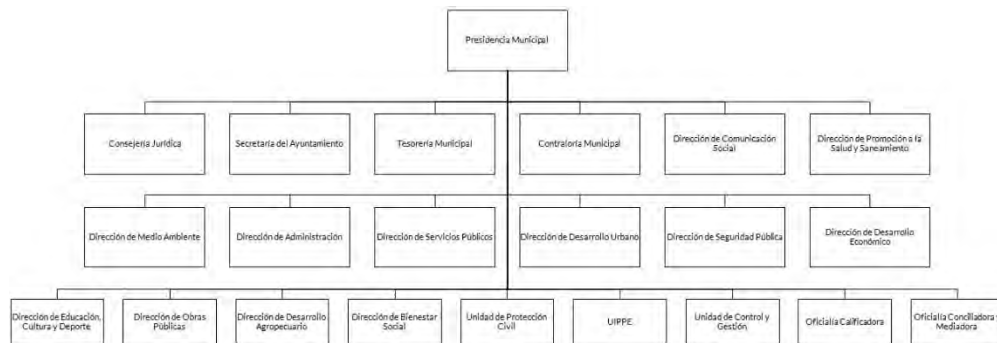 Presidencia Municipal
Consejería Jurídica
Secretaría del Ayuntamiento
Tesorería Municipal
Contraloría Municipal
Dirección de Comunicación
Social
Dirección de Promoción a la
Salud y Saneamiento
Dirección de Medio Ambiente
Dirección de Administración
Dirección de Servicios Públicos
Dirección de Desarrollo Urbano
Dirección de Seguridad Pública
Dirección de Desarrollo
Económico
Dirección de Educación,
Cultura y Deporte
Dirección de Obras
Públicas
Dirección de Desarrollo
Agropecuario
Dirección de Bienestar
Social
Unidad de Protección
Civil
UIPPE
Unidad de Control y
Gestión
Oficialía Calificadora
Oficialía Conciliadora y
Mediadora